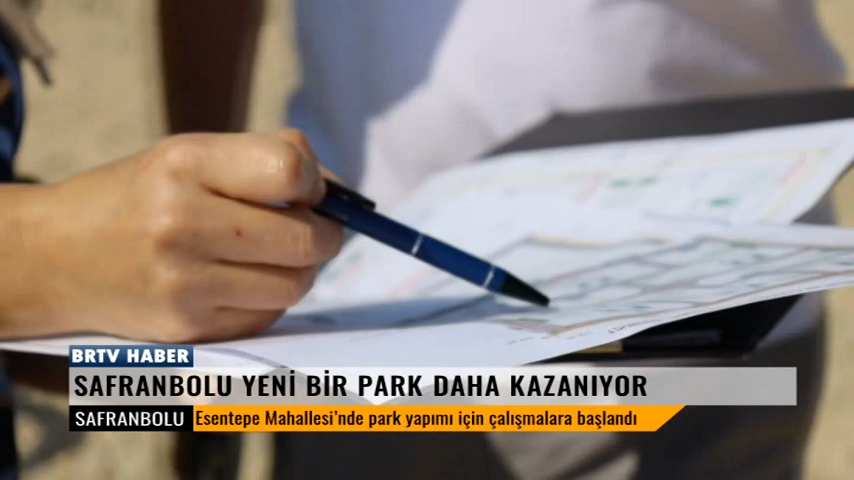 BRTV HABER
SAFRANBOLU YENİ BİR PARK DAHA KAZANIYOR
SAFRANBOLU Esentepe Mahallesi’nde park yapımı için çalışmalara başlandı